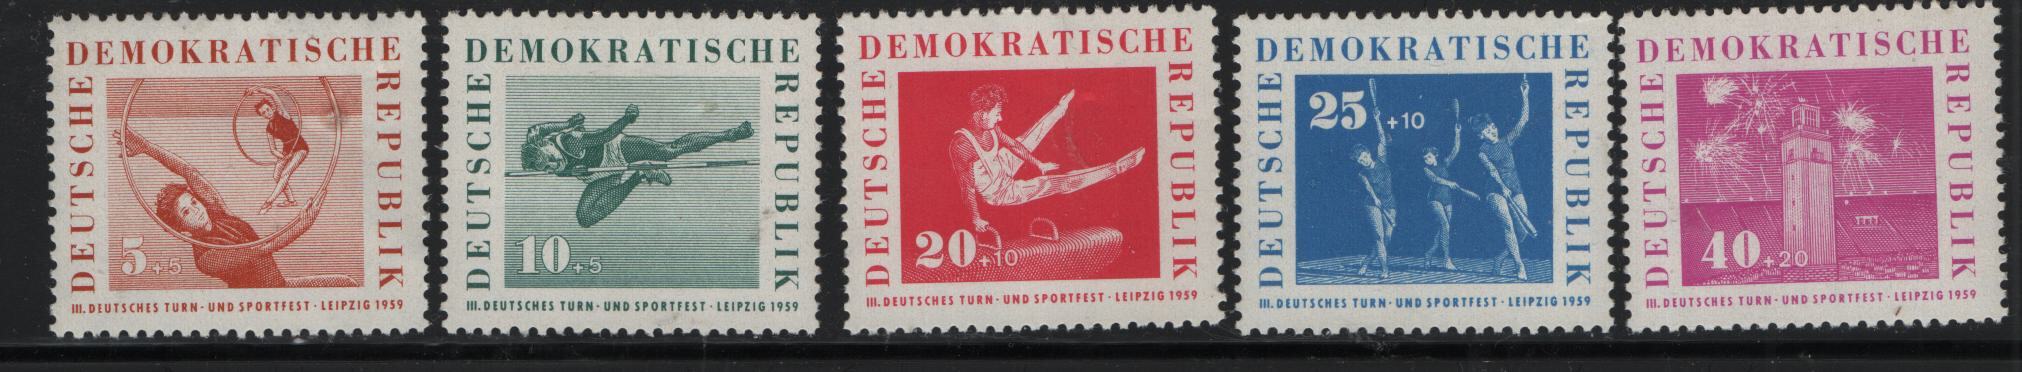 DEMOKRATISCHE
REPUBLIK
DEUTSCHE
5 +5
III. DEUTSCHES TURN- UND SPORTFEST · LEIPZIG 1959
DEMOKRATISCHE
REPUBLIK
DEUTSCHE
10 +5
III. DEUTSCHES TURN- UND SPORTFEST · LEIPZIG 1959
DEMOKRATISCHE
REPUBLIK
DEUTSCHE
20 +10
III. DEUTSCHES TURN- UND SPORTFEST · LEIPZIG 1959
DEMOKRATISCHE
REPUBLIK
DEUTSCHE
25 +10
III. DEUTSCHES TURN- UND SPORTFEST · LEIPZIG 1959
DEMOKRATISCHE
REPUBLIK
DEUTSCHE
40 +20
III. DEUTSCHES TURN- UND SPORTFEST · LEIPZIG 1959